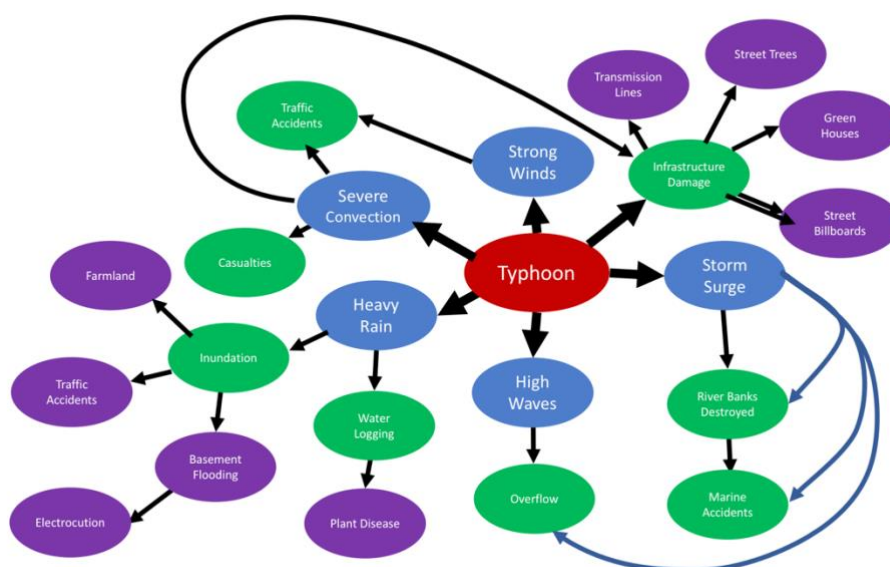 Street Trees
Transmission
Lines
Traffic
Accidents
Green
Houses
Strong
Winds
Infrastructure
Damage
Severe
Convection
Street
Billboards
Casualties
Typhoon
Storm
Surge
Farmland
Heavy
Rain
Inundation
High
Waves
Traffic
Accidents
River Banks
Destroyed
Water
Logging
Basement
Flooding
Overflow
Marine
Accidents
Electrocution
Plant Disease